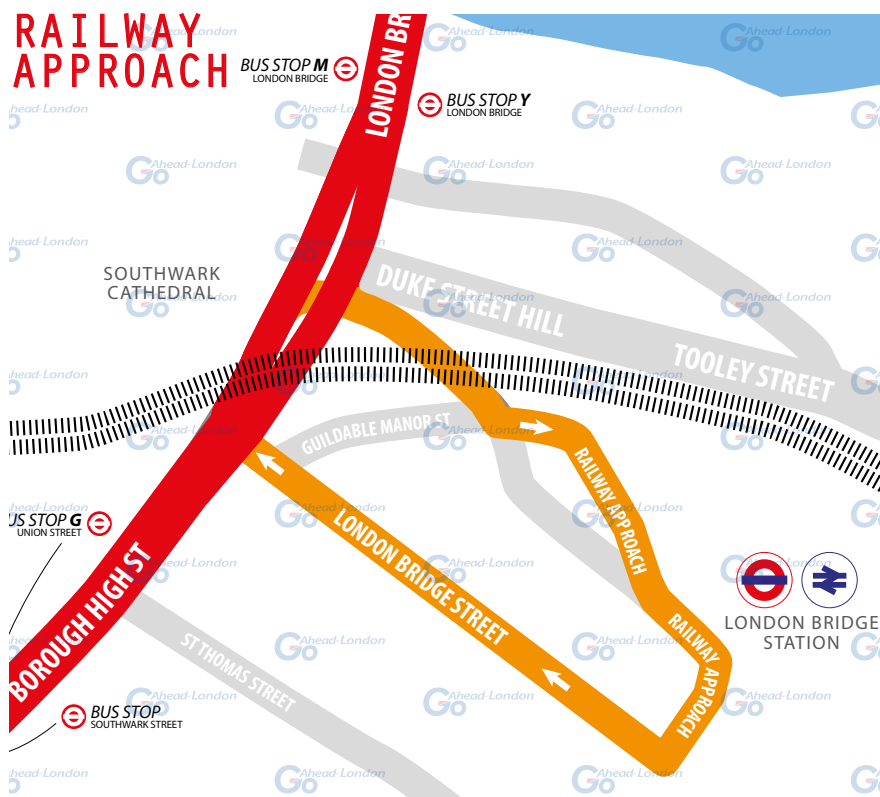 RAILWAY
APPROACH
BUS STOP M
LONDON BRIDGE
LONDON BR
BUS STOP Y
LONDON BRIDGE
SOUTHWARK
CATHEDRAL
DUKE STREET HILL
TOOLEY STREET
GUILDABLE MANOR ST
RAILWAY APPROACH
US STOP G
UNION STREET
LONDON BRIDGE STREET
BOROUGH HIGH ST
ST THOMAS STREET
RAILWAY
APPROACH
LONDON BRIDGE
STATION
BUS STOP
SOUTHWARK STREET
Go Ahead-London